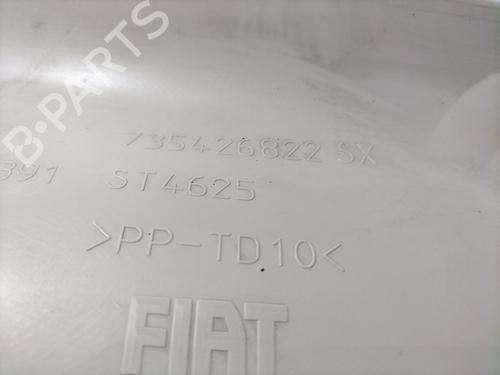 B-PARTS
735426822 SX
391 ST4625
>PP-TD10<
FIAT